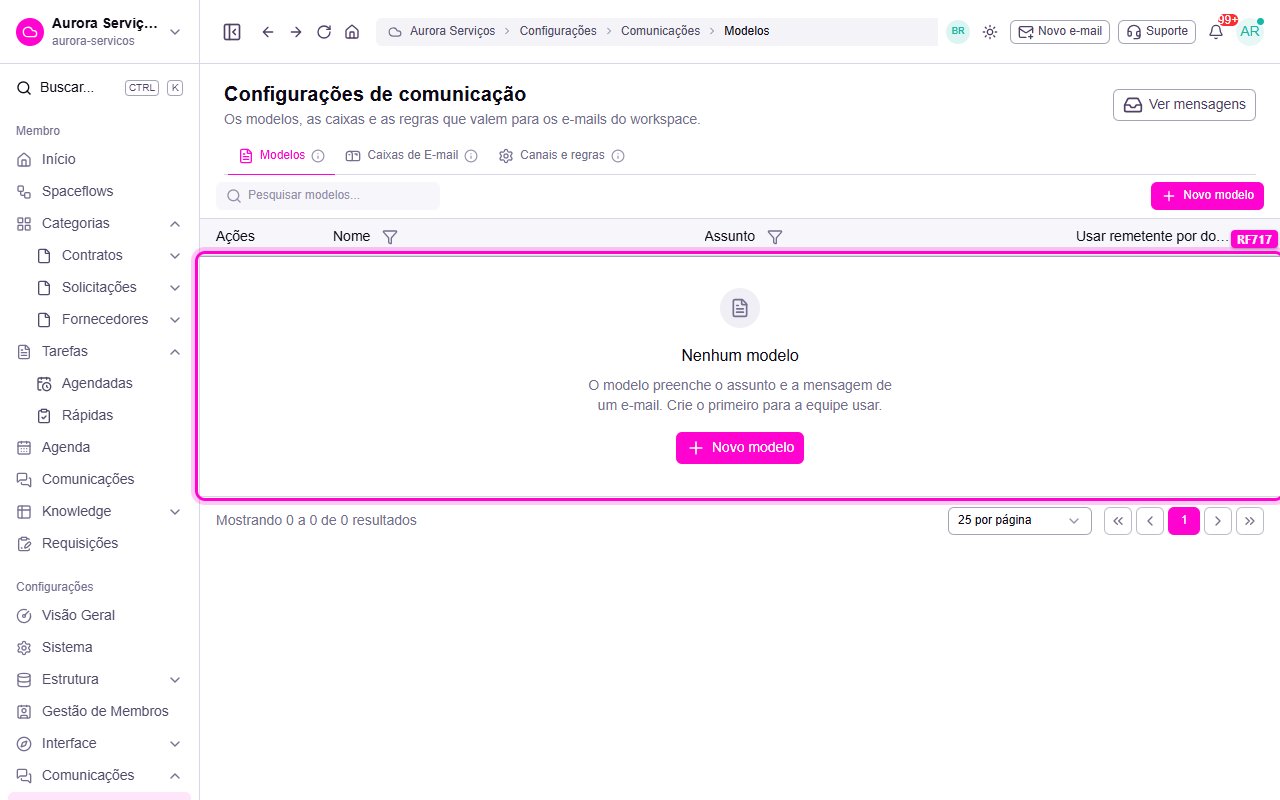 Aurora Serviç...
aurora-servicos
Aurora Serviços
Configurações
Comunicações
Modelos
BR
Novo e-mail
Suporte
99+
AR
Buscar...
CTRL
K
Membro
Início
Spaceflows
Categorias
Contratos
Solicitações
Fornecedores
Tarefas
Agendadas
Rápidas
Agenda
Comunicações
Knowledge
Requisições
Configurações
Visão Geral
Sistema
Estrutura
Gestão de Membros
Interface
Comunicações
Configurações de comunicação
Os modelos, as caixas e as regras que valem para os e-mails do workspace.
Ver mensagens
Modelos
Caixas de E-mail
Canais e regras
Pesquisar modelos...
Novo modelo
Ações
Nome
Assunto
Usar remetente por do...
RF717
Nenhum modelo
O modelo preenche o assunto e a mensagem de
um e-mail. Crie o primeiro para a equipe usar.
Novo modelo
Mostrando 0 a 0 de 0 resultados
25 por página
1